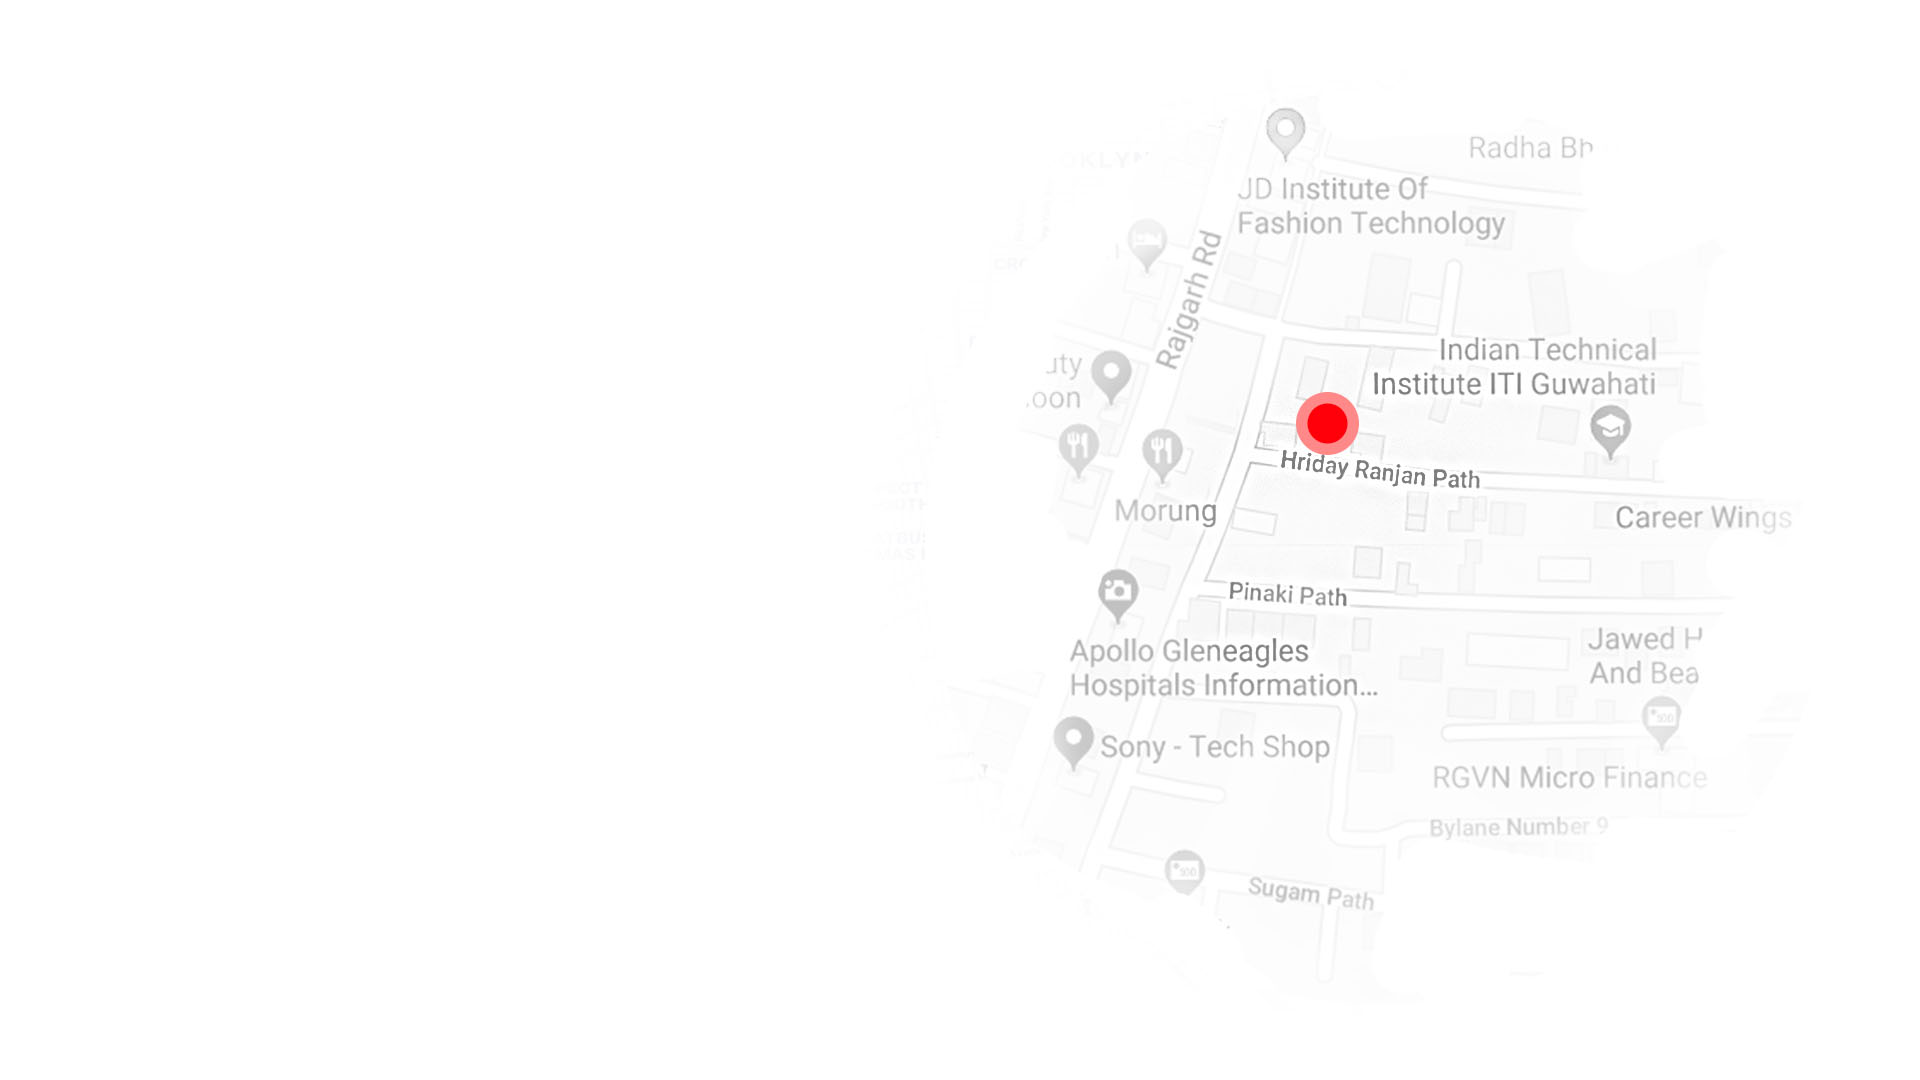 Radha Bh
JD Institute Of
Fashion Technology
Rajgarh Rd
Indian Technical
Institute ITI Guwahati
uty
oon
Hriday Ranjan Path
Morung
Career Wings
Pinaki Path
Apollo Gleneagles
Hospitals Information...
Jawed H
And Bea
Sony - Tech Shop
RGVN Micro Finance
Bylane Number 9
Sugam Path